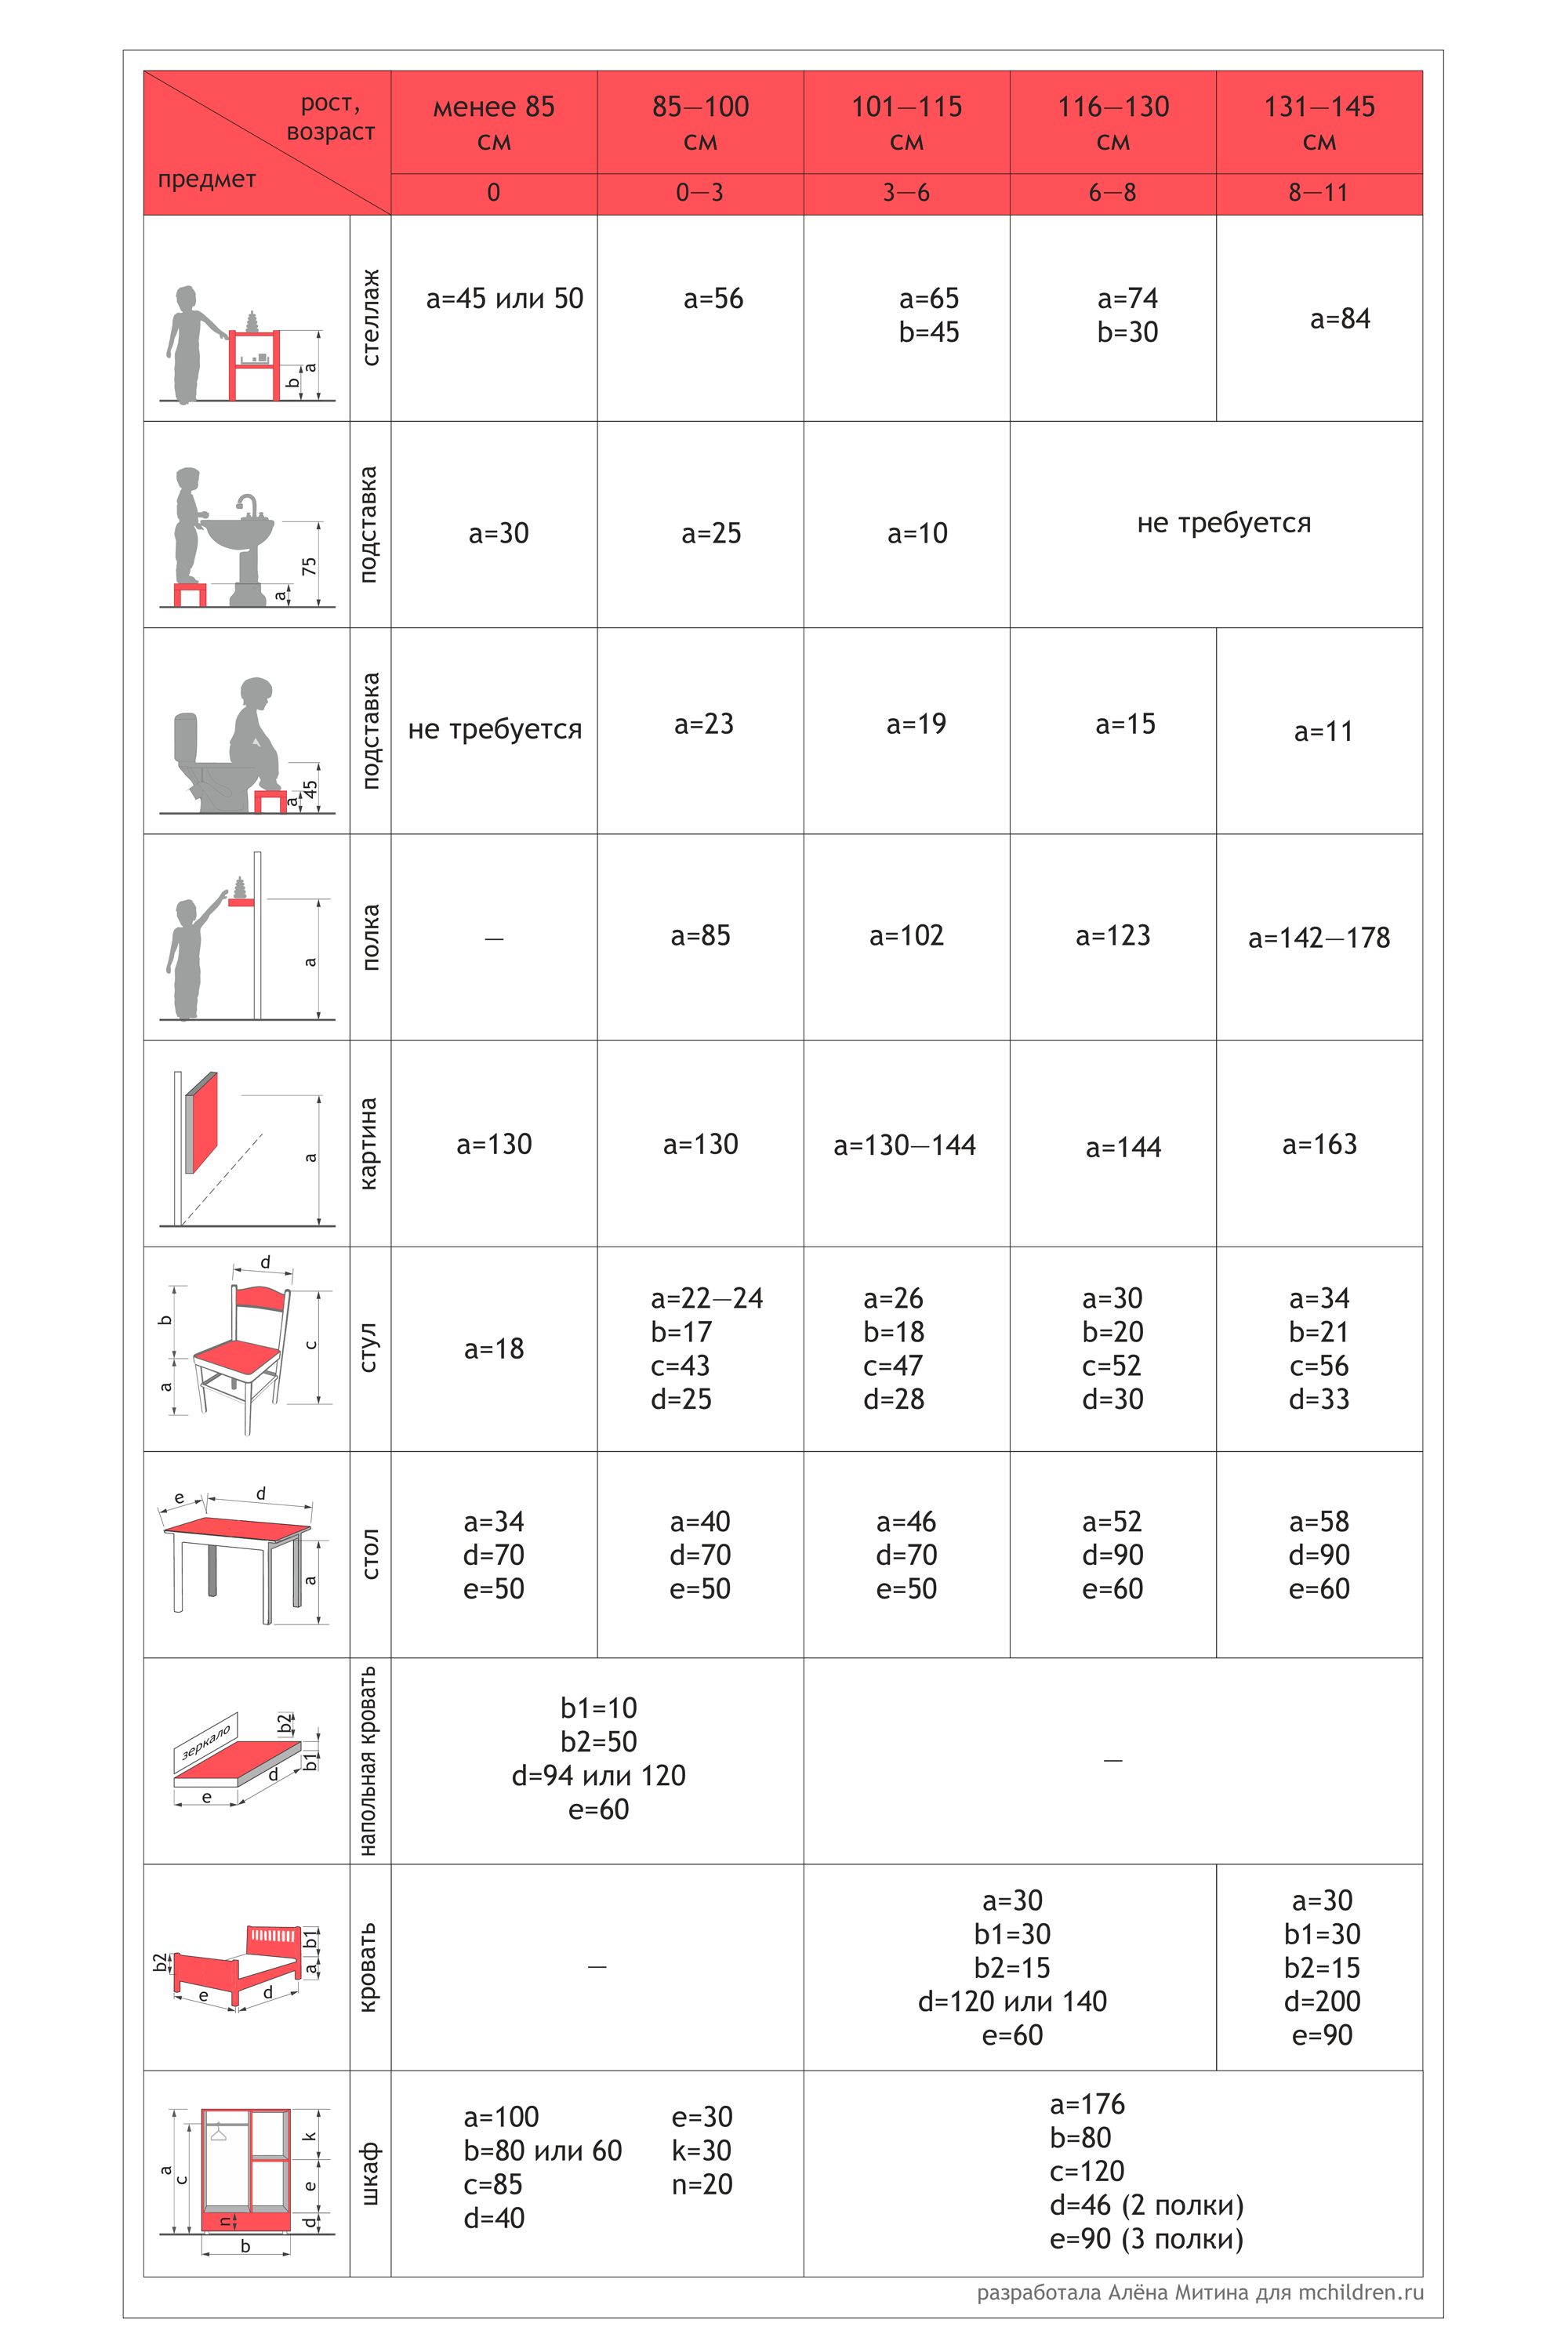 рост,
возраст
предмет
менее 85
см
85—100
см
101—115
см
116—130
см
131—145
см
0
0—3
3—6
6—8
8—11
b
a
стеллаж
a=45 или 50
a=56
a=65
b=45
a=74
b=30
a=84
75
a
подставка
a=30
a=25
a=10
не требуется
45
a
подставка
не требуется
a=23
a=19
a=15
a=11
a
полка
—
a=85
a=102
a=123
a=142—178
a
картина
a=130
a=130
a=130—144
a=144
a=163
d
b
c
a
стул
a=18
a=22—24
b=17
c=43
d=25
a=26
b=18
c=47
d=28
a=30
b=20
c=52
d=30
a=34
b=21
c=56
d=33
e
d
a
стол
a=34
d=70
e=50
a=40
d=70
e=50
a=46
d=70
e=50
a=52
d=90
e=60
a=58
d=90
e=60
зеркало
b2
b1
d
e
напольная кровать
b1=10
b2=50
d=94 или 120
e=60
—
b2
b1
a
e
d
кровать
—
a=30
b1=30
b2=15
d=120 или 140
e=60
a=30
b1=30
b2=15
d=200
e=90
a
c
k
e
n
d
b
шкаф
a=100
b=80 или 60
c=85
d=40
e=30
k=30
n=20
a=176
b=80
c=120
d=46 (2 полки)
e=90 (3 полки)
разработала Алёна Митина для mchildren.ru